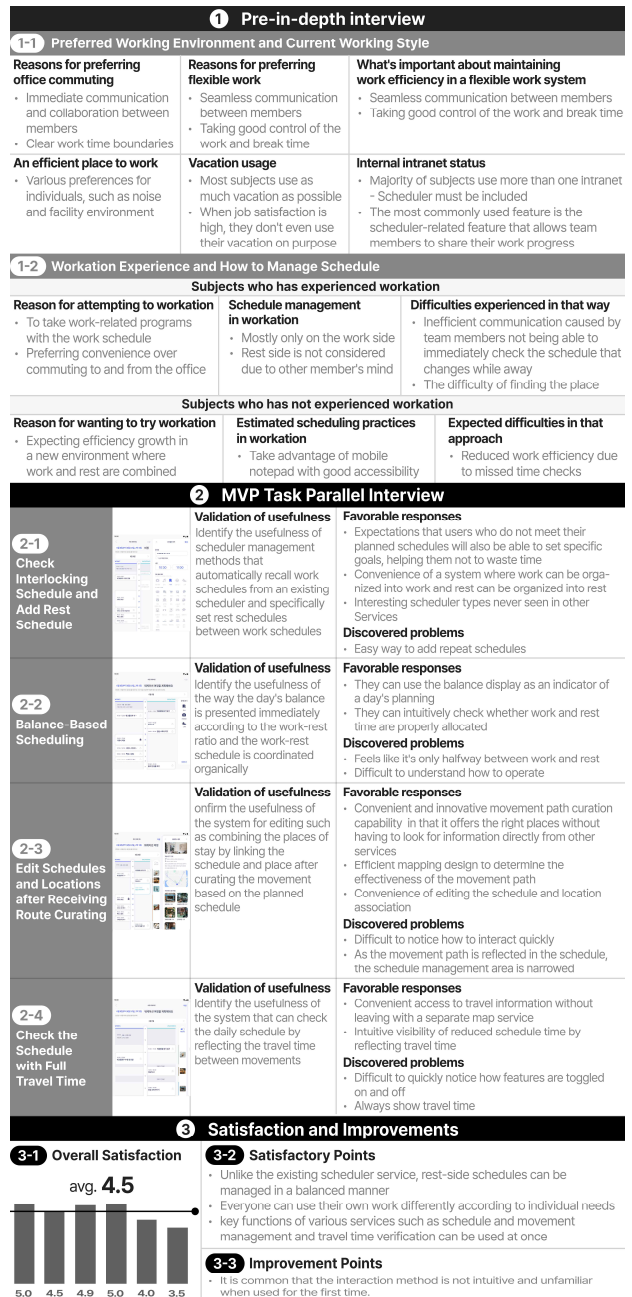 1 Pre-in-depth interview
1-1 Preferred Working Environment and Current Working Style
Reasons for preferring
office commuting
• Immediate communication
and collaboration between
members
• Clear work time boundaries
Reasons for preferring
flexible work
• Seamless communication
between members
• Taking good control of the
work and break time
What's important about maintaining
work efficiency in a flexible work system
• Seamless communication between members
• Taking good control of the work and break time
An efficient place to work
• Various preferences for
individuals, such as noise
and facility environment
Vacation usage
• Most subjects use as
much vacation as possible
• When job satisfaction is
high, they don't even use
their vacation on purpose
Internal intranet status
• Majority of subjects use more than one intranet
- Scheduler must be included
• The most commonly used feature is the
scheduler-related feature that allows team
members to share their work progress
1-2 Workation Experience and How to Manage Schedule
Subjects who has experienced workation
Reason for attempting to workation
• To take work-related programs
with the work schedule
• Preferring convenience over
commuting to and from the office
Schedule management
in workation
• Mostly only on the work side
• Rest side is not considered
due to other member's mind
Difficulties experienced in that way
• Inefficient communication caused by
team members not being able to
immediately check the schedule that
changes while away
• The difficulty of finding the place
Subjects who has not experienced workation
Reason for wanting to try workation
• Expecting efficiency growth in
a new environment where
work and rest are combined
Estimated scheduling practices
in workation
• Take advantage of mobile
notepad with good accessibility
Expected difficulties in that
approach
• Reduced work efficiency due
to missed time checks
2 MVP Task Parallel Interview
2-1
Check
Interlocking
Schedule and
Add Rest
Schedule
Validation of usefulness
Identify the usefulness of
scheduler management
methods that
automatically recall work
schedules from an existing
scheduler and specifically
set rest schedules
between work schedules
Favorable responses
• Expectations that users who do not meet their
planned schedules will also be able to set specific
goals, helping them not to waste time
• Convenience of a system where work can be orga-
nized into work and rest can be organized into rest
• Interesting scheduler types never seen in other
Services
Discovered problems
• Easy way to add repeat schedules
2-2
Balance-Based
Scheduling
Validation of usefulness
Identify the usefulness of
the way the day's balance
is presented immediately
according to the work-rest
ratio and the work-rest
schedule is coordinated
organically
Favorable responses
• They can use the balance display as an indicator of
a day's planning
• They can intuitively check whether work and rest
time are properly allocated
Discovered problems
• Feels like it's only halfway between work and rest
• Difficult to understand how to operate
2-3
Edit Schedules
and Locations
after Receiving
Route Curating
Validation of usefulness
onfirm the usefulness of
the system for editing such
as combining the places of
stay by linking the
schedule and place after
curating the movement
based on the planned
schedule
Favorable responses
• Convenient and innovative movement path curation
capability in that it offers the right places without
having to look for information directly from other
services
• Efficient mapping design to determine the
effectiveness of the movement path
• Convenience of editing the schedule and location
association
Discovered problems
• Difficult to notice how to interact quickly
• As the movement path is reflected in the schedule,
the schedule management area is narrowed
2-4
Check the
Schedule
with Full
Travel Time
Validation of usefulness
Identify the usefulness of
the system that can check
the daily schedule by
reflecting the travel time
between movements
Favorable responses
• Convenient access to travel information without
leaving with a separate map service
• Intuitive visibility of reduced schedule time by
reflecting travel time
Discovered problems
• Difficult to quickly notice how features are toggled
on and off
• Always show travel time
3 Satisfaction and Improvements
3-1 Overall Satisfaction
avg. 4.5
5.0 4.5 4.9 5.0 4.0 3.5
3-2 Satisfactory Points
• Unlike the existing scheduler service, rest-side schedules can be
managed in a balanced manner
• Everyone can use their own work differently according to individual needs
• key functions of various services such as schedule and movement
management and travel time verification can be used at once
3-3 Improvement Points
• It is common that the interaction method is not intuitive and unfamiliar
when used for the first time.